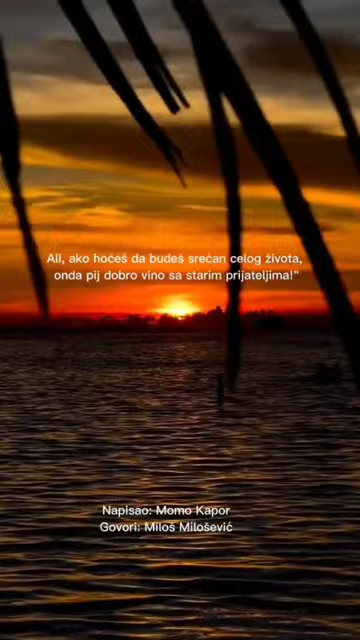 Ali, ako hoćeš da budeš srećan celog života,
onda pij dobro vino sa starim prijateljima!"
Napisao: Momo Kapor
Govori: Miloš Milošević